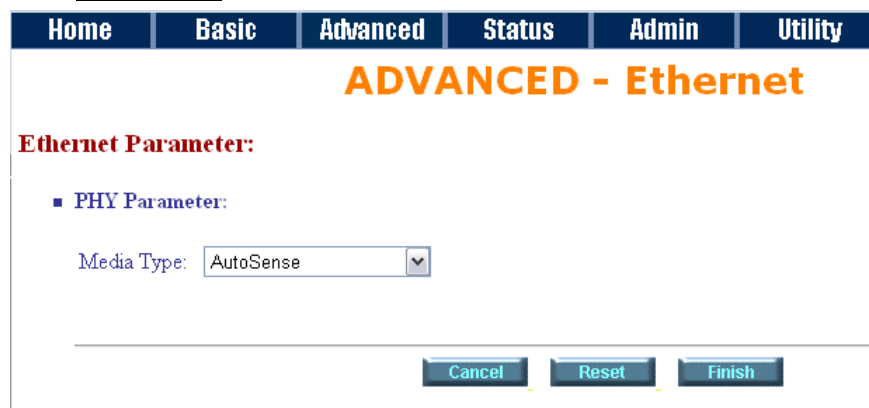 Home Basic Advanced Status Admin Utility
ADVANCED - Ethernet
Ethernet Parameter:
PHY Parameter:
Media Type: AutoSense
Cancel Reset Finish